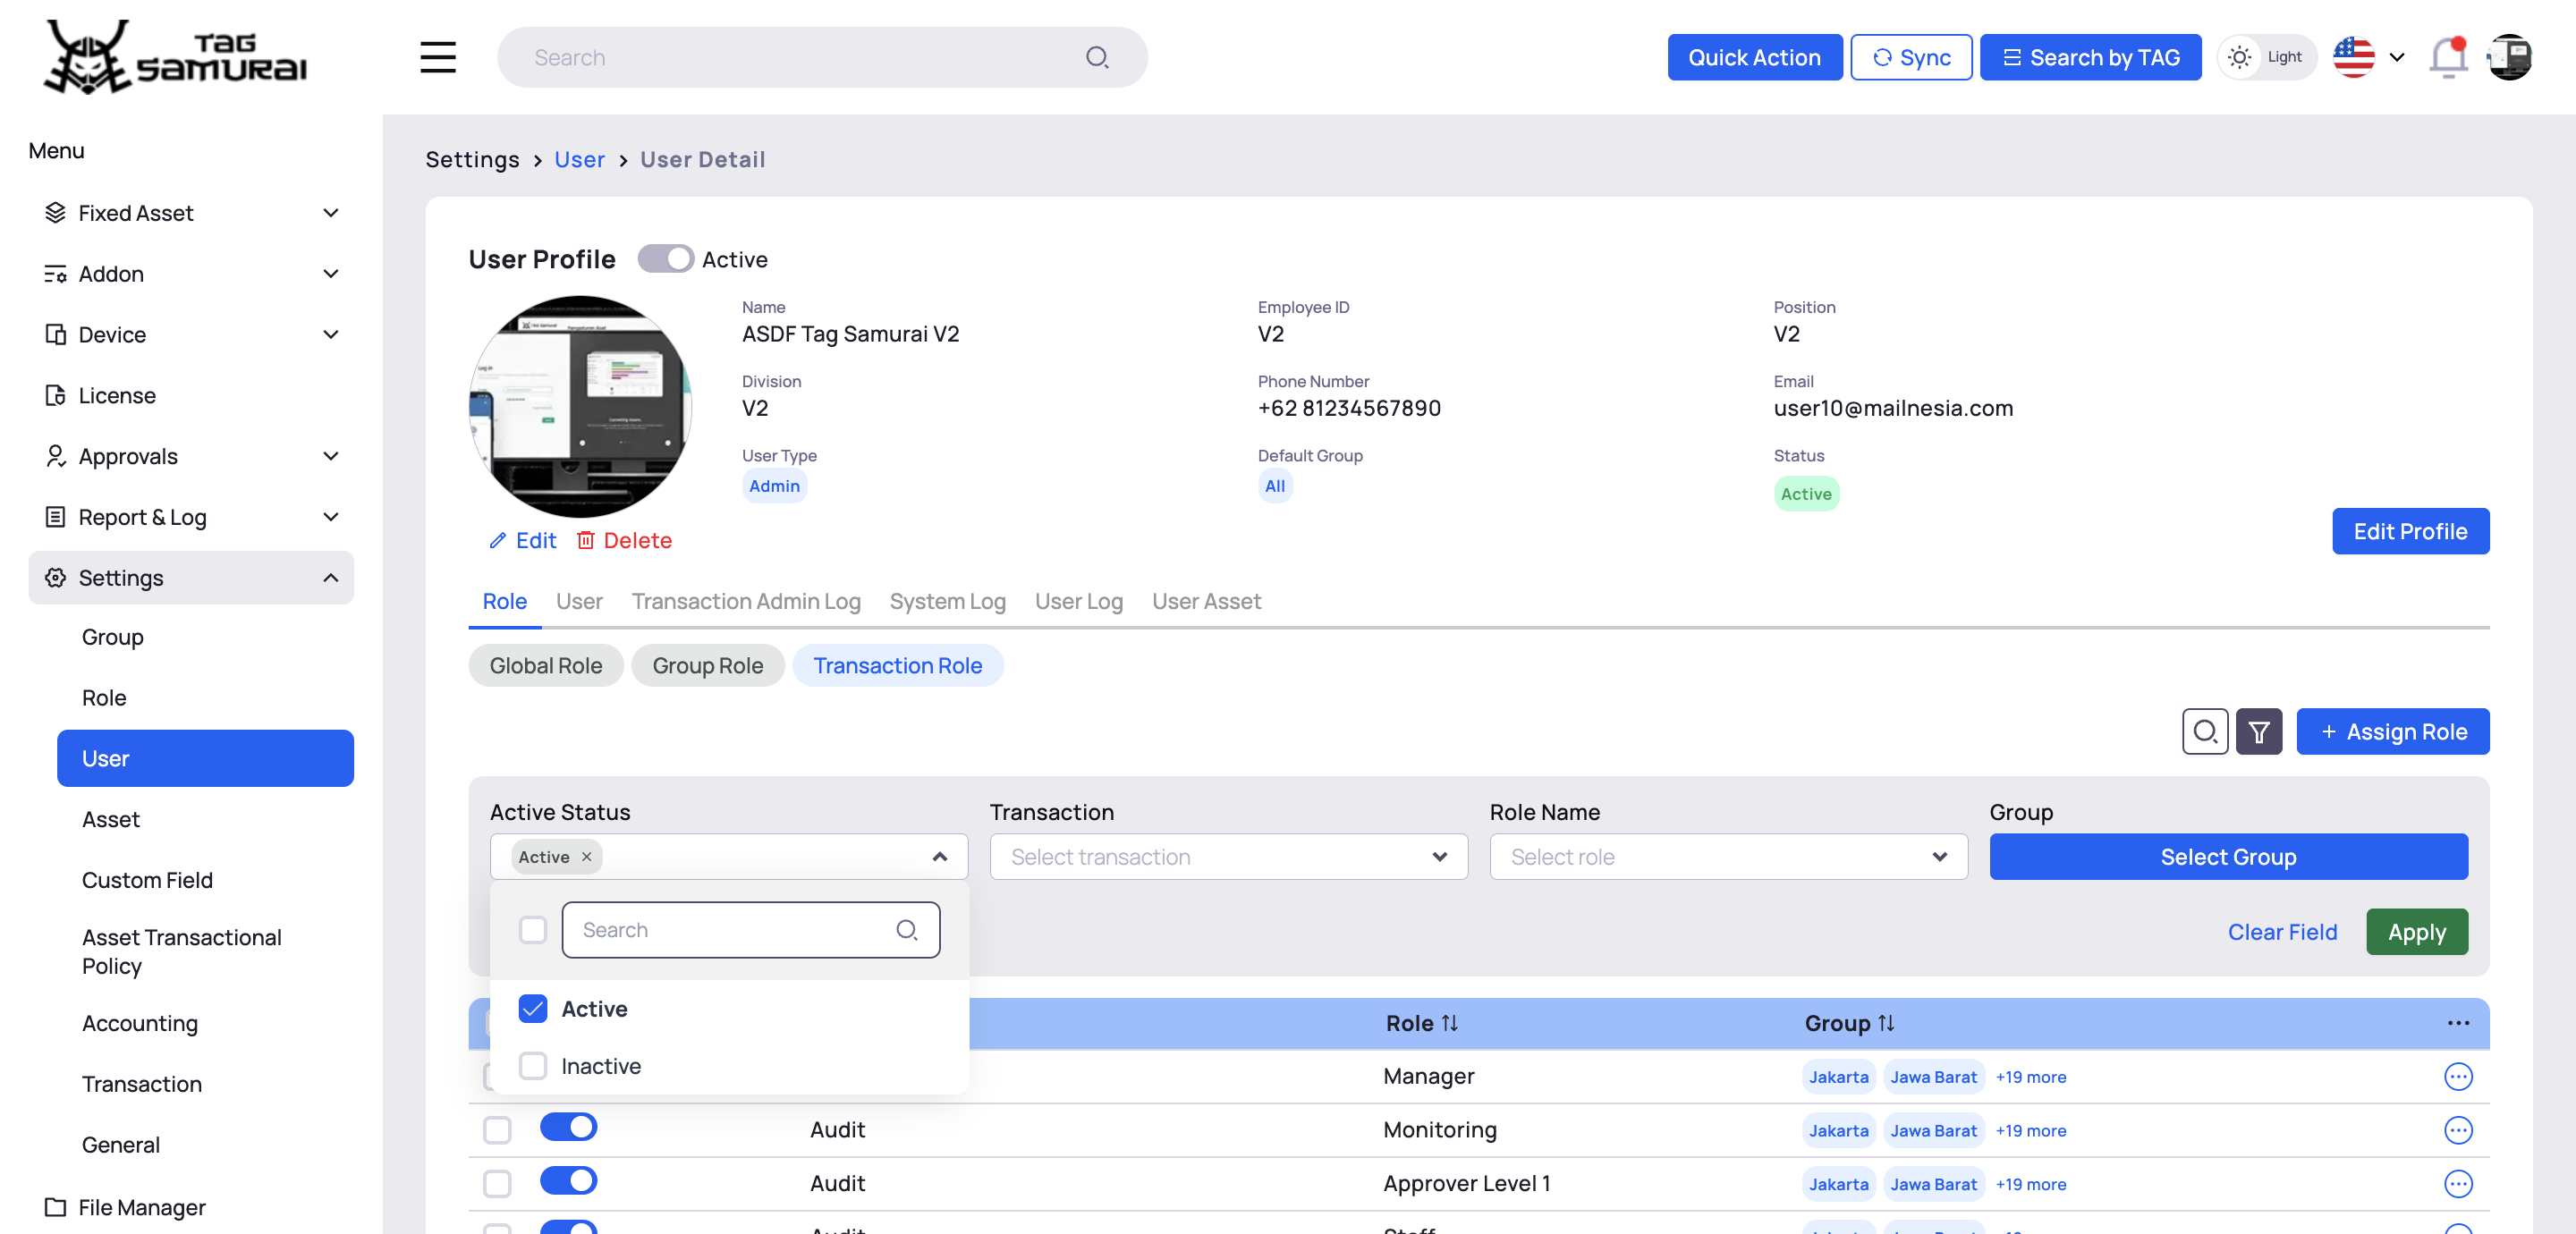 TAG SAMURAI
Search
Quick Action
Sync
Search by TAG
Light
Menu
Fixed Asset
Addon
Device
License
Approvals
Report & Log
Settings
Group
Role
User
Asset
Custom Field
Asset Transactional
Policy
Accounting
Transaction
General
File Manager
Settings > User > User Detail
User Profile Active
Name
ASDF Tag Samurai V2
Employee ID
V2
Position
V2
Division
V2
Phone Number
+62 81234567890
Email
user10@mailnesia.com
User Type
Admin
Default Group
All
Status
Active
Edit Delete
Edit Profile
Role User Transaction Admin Log System Log User Log User Asset
Global Role Group Role Transaction Role
+ Assign Role
Active Status Transaction Role Name Group
Active × Select transaction Select role Select Group
Search
Clear Field Apply
Active
Inactive
Role Group ...
Manager Jakarta Jawa Barat +19 more
Audit Monitoring Jakarta Jawa Barat +19 more
Audit Approver Level 1 Jakarta Jawa Barat +19 more